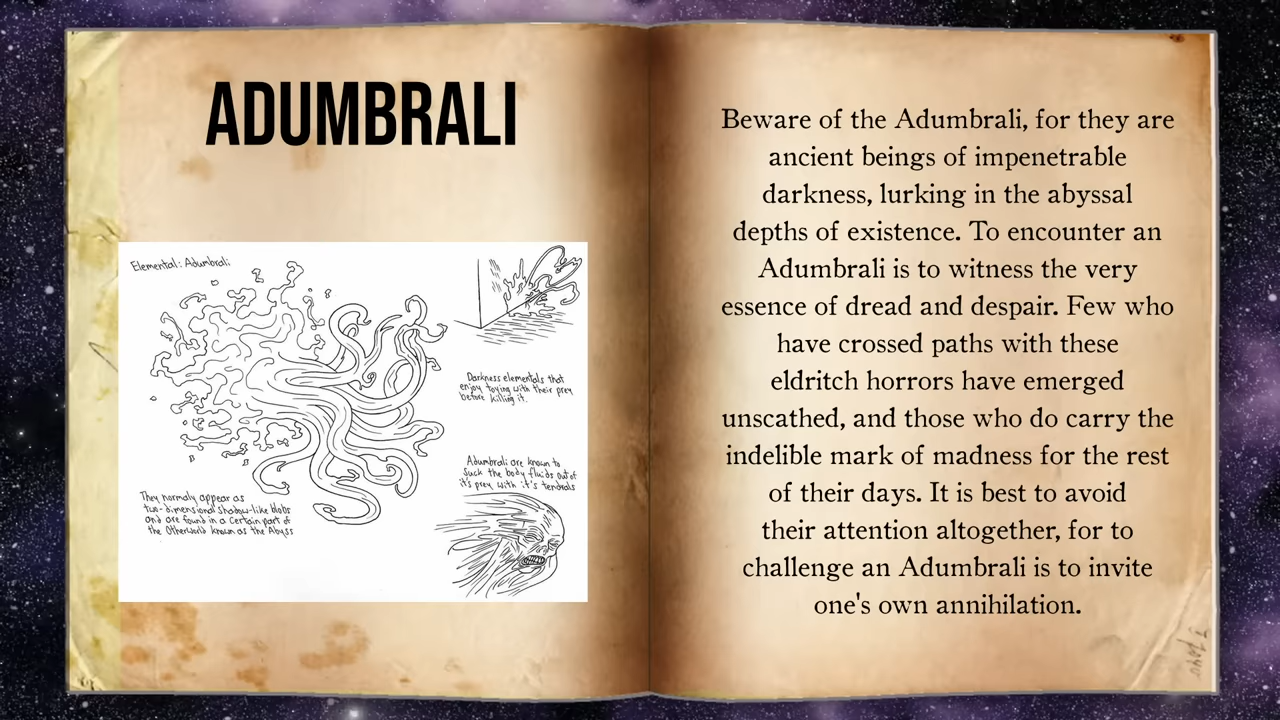 ADUMBRALI
Elemental: Adumbrali
Darkness elementals that
enjoy toying with their prey
before killing it.
Adumbrali are known to
suck the body fluids out of
it's prey with it's tendrals
They normally appear as
two-dimensional shadow-like blobs
and are found in a certain part of
the OtherWorld known as the Abyss
Beware of the Adumbrali, for they are
ancient beings of impenetrable
darkness, lurking in the abyssal
depths of existence. To encounter an
Adumbrali is to witness the very
essence of dread and despair. Few who
have crossed paths with these
eldritch horrors have emerged
unscathed, and those who do carry the
indelible mark of madness for the rest
of their days. It is best to avoid
their attention altogether, for to
challenge an Adumbrali is to invite
one's own annihilation.